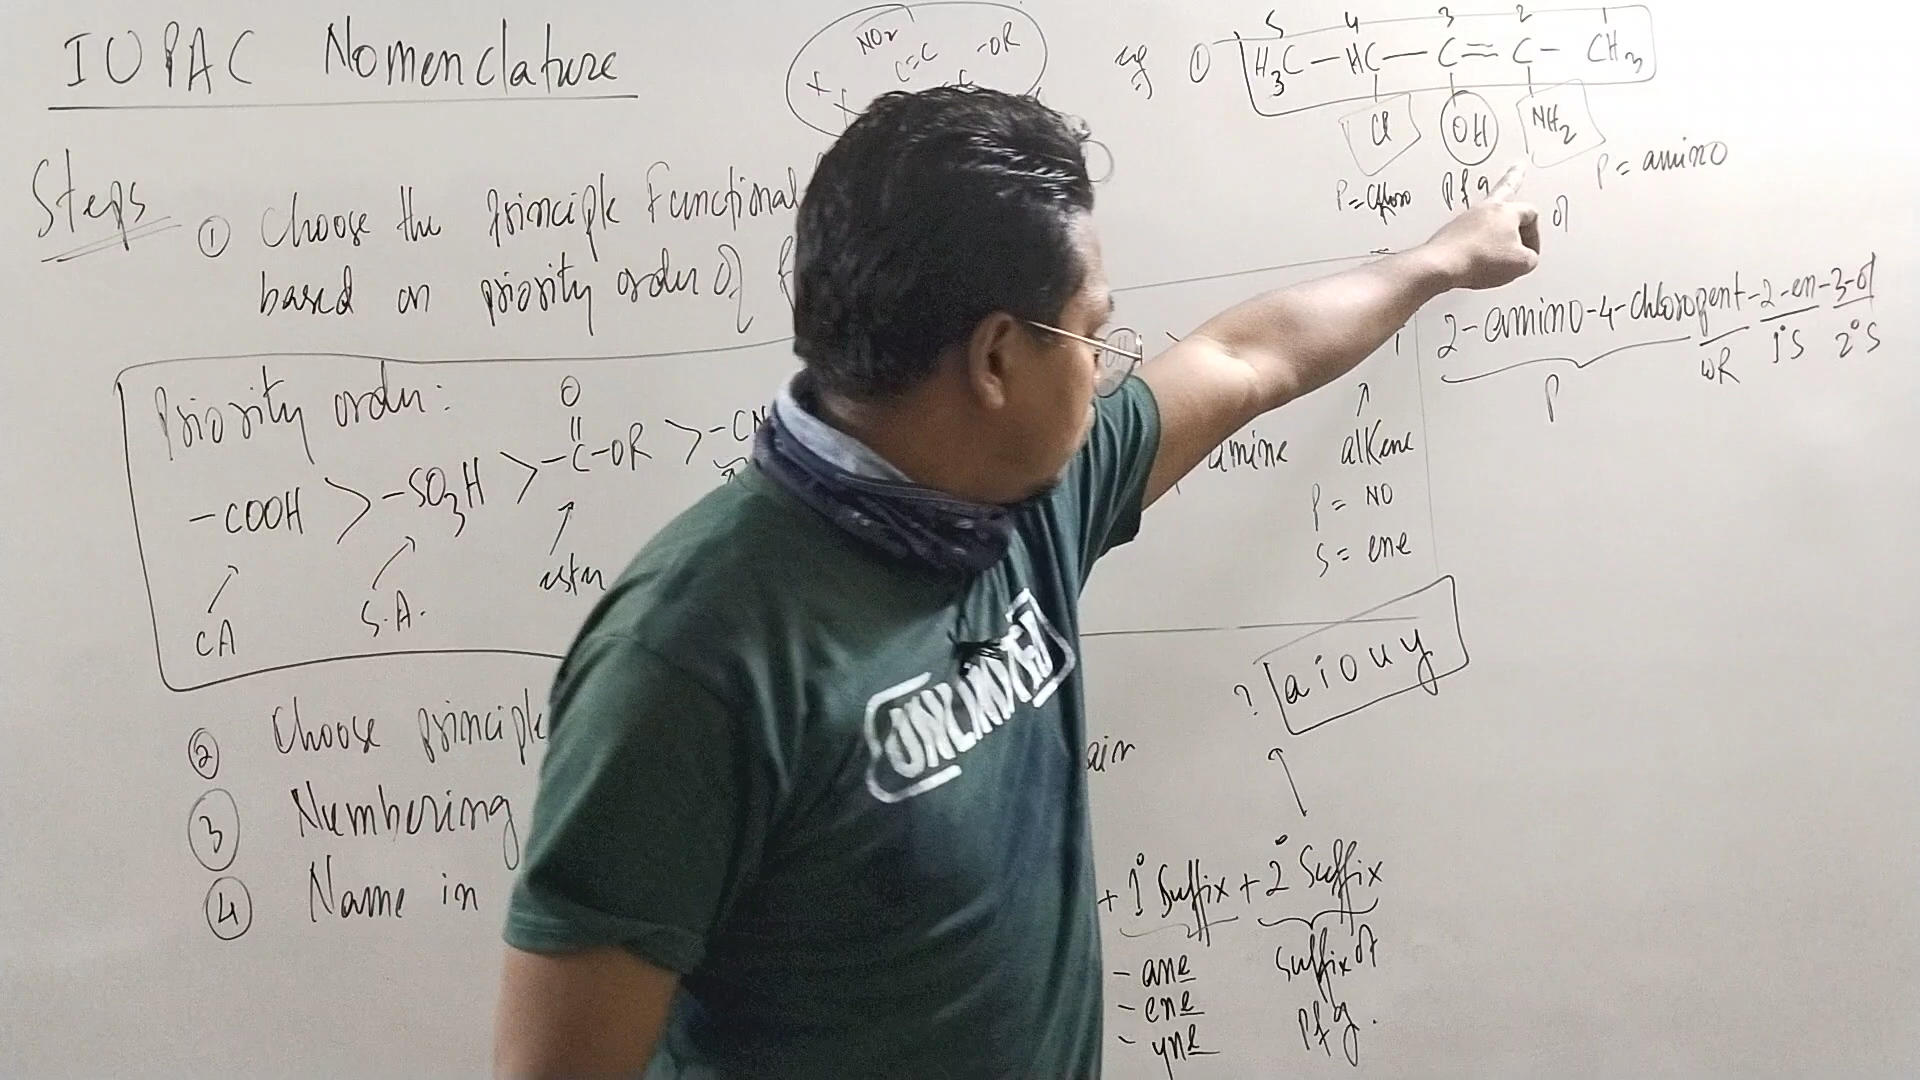 IUPAC Nomenclature
Steps
① Choose the Principle Functional
based on priority order of
Priority order:
-COOH > -SO3H > -C-OR > -CN
O
CA
S.A.
ester
② Choose principle
③ Numbering
④ Name in
NO2
C=C
-OR
X
eg ①
5 4 3 2
H3C - HC - C = C - CH3
Cl OH NH2
P=Chloro Pfg P= amino
ol
2-amino-4-chloropent-2-en-3-ol
P WR 1°S 2°S
amine alkene
P = NO
S = ene
? aiouy
+ 1° Suffix + 2° Suffix
- ane
- ene
- yne
Suffix of
Pfg.
UNLIMITED